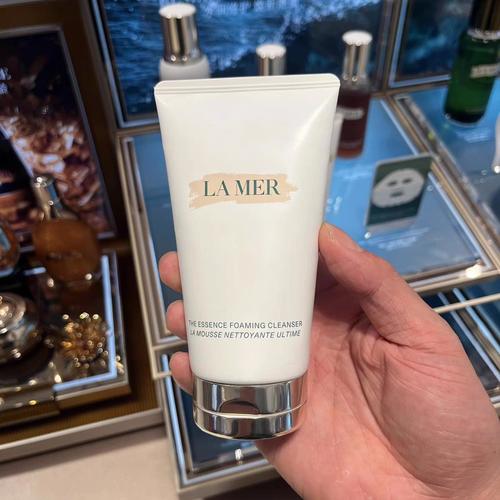 LA MER
THE ESSENCE FOAMING CLEANSER
LA MOUSSE NETTOYANTE ULTIME